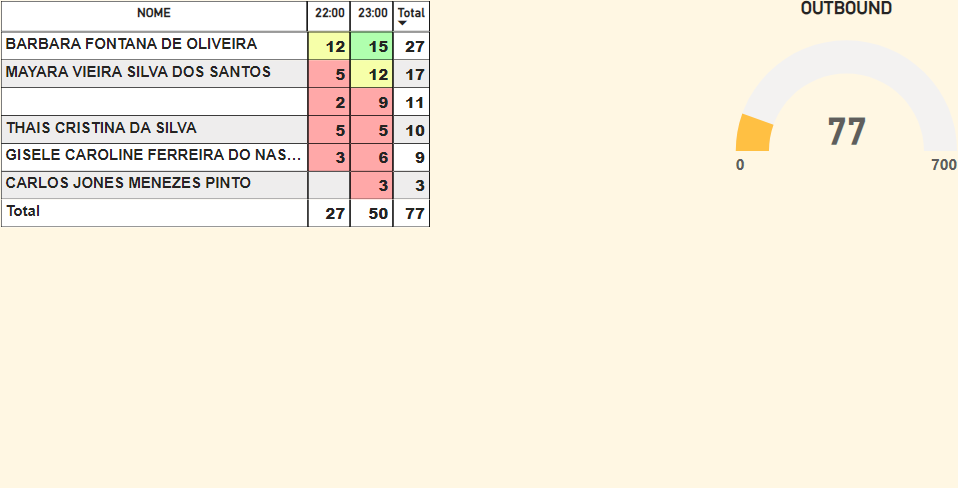 NOME 22:00 23:00 Total
BARBARA FONTANA DE OLIVEIRA 12 15 27
MAYARA VIEIRA SILVA DOS SANTOS 5 12 17
2 9 11
THAIS CRISTINA DA SILVA 5 5 10
GISELE CAROLINE FERREIRA DO NAS... 3 6 9
CARLOS JONES MENEZES PINTO 3 3
Total 27 50 77
OUTBOUND
77
0 700